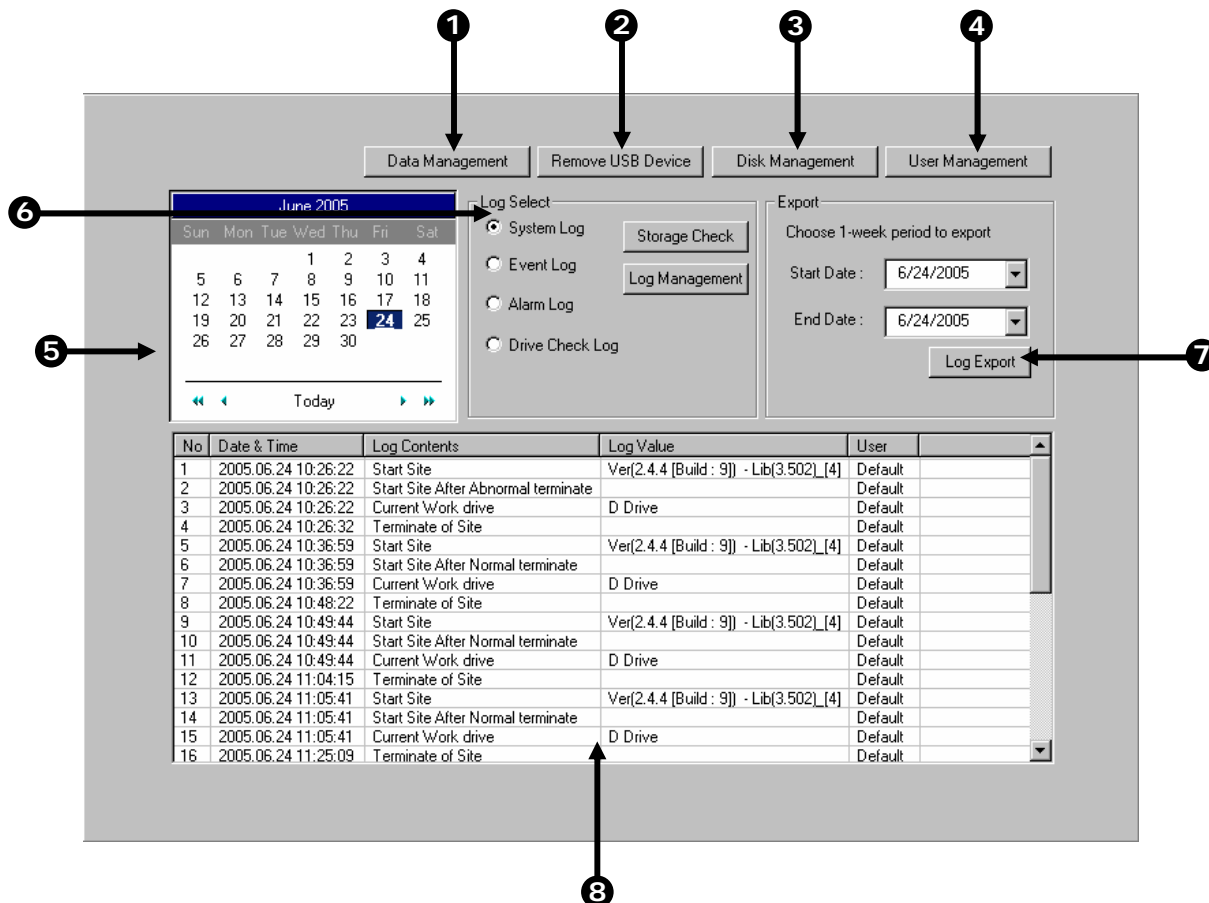 1 2 3 4
Data Management Remove USB Device Disk Management User Management
6
June 2005
Sun Mon Tue Wed Thu Fri Sat
1 2 3 4
5 6 7 8 9 10 11
12 13 14 15 16 17 18
19 20 21 22 23 24 25
26 27 28 29 30
Today
5
Log Select
System Log
Event Log
Alarm Log
Drive Check Log
Storage Check
Log Management
Export
Choose 1-week period to export
Start Date : 6/24/2005
End Date : 6/24/2005
Log Export
7
No Date & Time Log Contents Log Value User
1 2005.06.24 10:26:22 Start Site Ver(2.4.4 [Build : 9]) - Lib(3.502)_[4] Default
2 2005.06.24 10:26:22 Start Site After Abnormal terminate Default
3 2005.06.24 10:26:22 Current Work drive D Drive Default
4 2005.06.24 10:26:32 Terminate of Site Default
5 2005.06.24 10:36:59 Start Site Ver(2.4.4 [Build : 9]) - Lib(3.502)_[4] Default
6 2005.06.24 10:36:59 Start Site After Normal terminate Default
7 2005.06.24 10:36:59 Current Work drive D Drive Default
8 2005.06.24 10:48:22 Terminate of Site Default
9 2005.06.24 10:49:44 Start Site Ver(2.4.4 [Build : 9]) - Lib(3.502)_[4] Default
10 2005.06.24 10:49:44 Start Site After Normal terminate Default
11 2005.06.24 10:49:44 Current Work drive D Drive Default
12 2005.06.24 11:04:15 Terminate of Site Default
13 2005.06.24 11:05:41 Start Site Ver(2.4.4 [Build : 9]) - Lib(3.502)_[4] Default
14 2005.06.24 11:05:41 Start Site After Normal terminate Default
15 2005.06.24 11:05:41 Current Work drive D Drive Default
16 2005.06.24 11:25:09 Terminate of Site Default
8